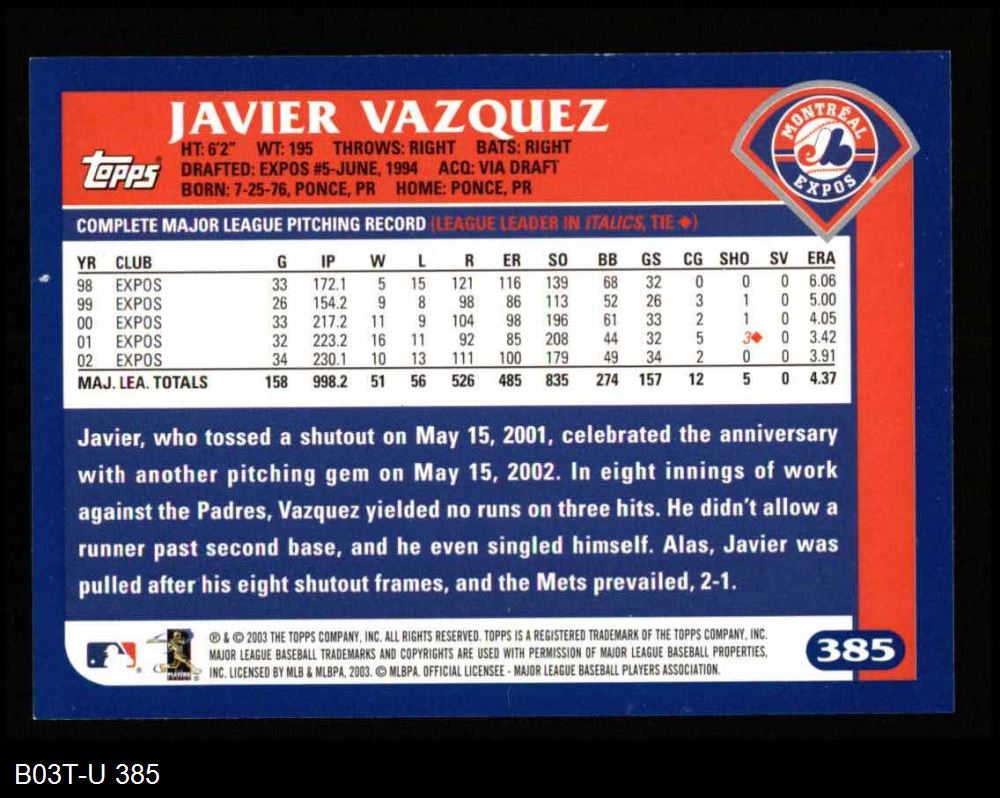 JAVIER VAZQUEZ
HT: 6'2" WT: 195 THROWS: RIGHT BATS: RIGHT
DRAFTED: EXPOS #5-JUNE, 1994 ACQ: VIA DRAFT
BORN: 7-25-76, PONCE, PR HOME: PONCE, PR
Topps
MONTRÉAL
EXPOS
COMPLETE MAJOR LEAGUE PITCHING RECORD (LEAGUE LEADER IN ITALICS, TIE ◆)
YR CLUB G IP W L R ER SO BB GS CG SHO SV ERA
98 EXPOS 33 172.1 5 15 121 116 139 68 32 0 0 0 6.06
99 EXPOS 26 154.2 9 8 98 86 113 52 26 3 1 0 5.00
00 EXPOS 33 217.2 11 9 104 98 196 61 33 2 1 0 4.05
01 EXPOS 32 223.2 16 11 92 85 208 44 32 5 3◆ 0 3.42
02 EXPOS 34 230.1 10 13 111 100 179 49 34 2 0 0 3.91
MAJ. LEA. TOTALS 158 998.2 51 56 526 485 835 274 157 12 5 0 4.37
Javier, who tossed a shutout on May 15, 2001, celebrated the anniversary
with another pitching gem on May 15, 2002. In eight innings of work
against the Padres, Vazquez yielded no runs on three hits. He didn't allow a
runner past second base, and he even singled himself. Alas, Javier was
pulled after his eight shutout frames, and the Mets prevailed, 2-1.
® & © 2003 THE TOPPS COMPANY, INC. ALL RIGHTS RESERVED. TOPPS IS A REGISTERED TRADEMARK OF THE TOPPS COMPANY, INC.
MAJOR LEAGUE BASEBALL TRADEMARKS AND COPYRIGHTS ARE USED WITH PERMISSION OF MAJOR LEAGUE BASEBALL PROPERTIES,
INC. LICENSED BY MLB & MLBPA, 2003. © MLBPA. OFFICIAL LICENSEE - MAJOR LEAGUE BASEBALL PLAYERS ASSOCIATION.
385
B03T-U 385